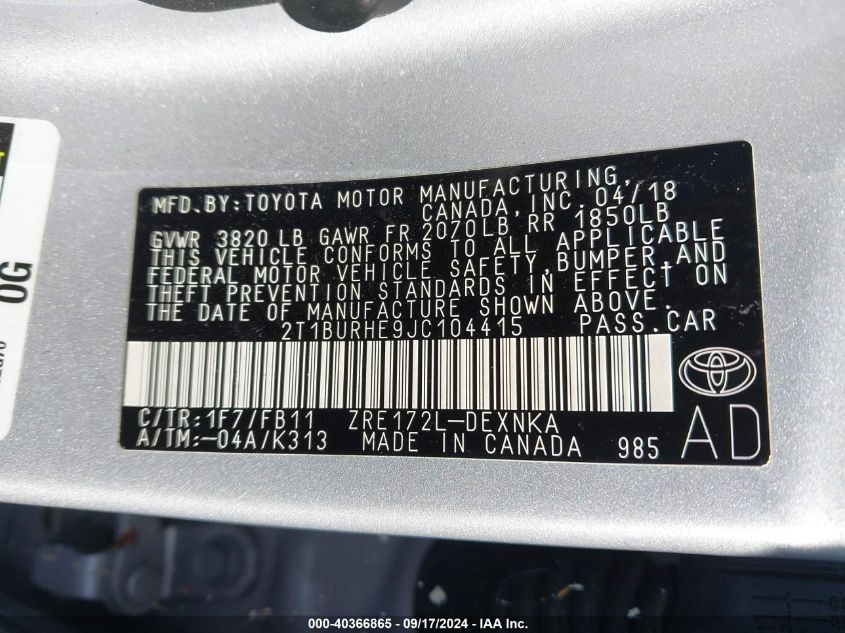 MFD.BY:TOYOTA MOTOR MANUFACTURING,
CANADA, INC. 04/18
GVWR 3820 LB GAWR FR 2070LB RR 1850LB
THIS VEHICLE CONFORMS TO ALL APPLICABLE
FEDERAL MOTOR VEHICLE SAFETY,BUMPER,AND
THEFT PREVENTION STANDARDS IN EFFECT ON
THE DATE OF MANUFACTURE SHOWN ABOVE.
2T1BURHE9JC104415 PASS.CAR
C/TR:1F7/FB11 ZRE172L-DEXNKA
A/TM:-04A/K313 MADE IN CANADA 985
AD
0G
000-40366865 - 09/17/2024 - IAA Inc.